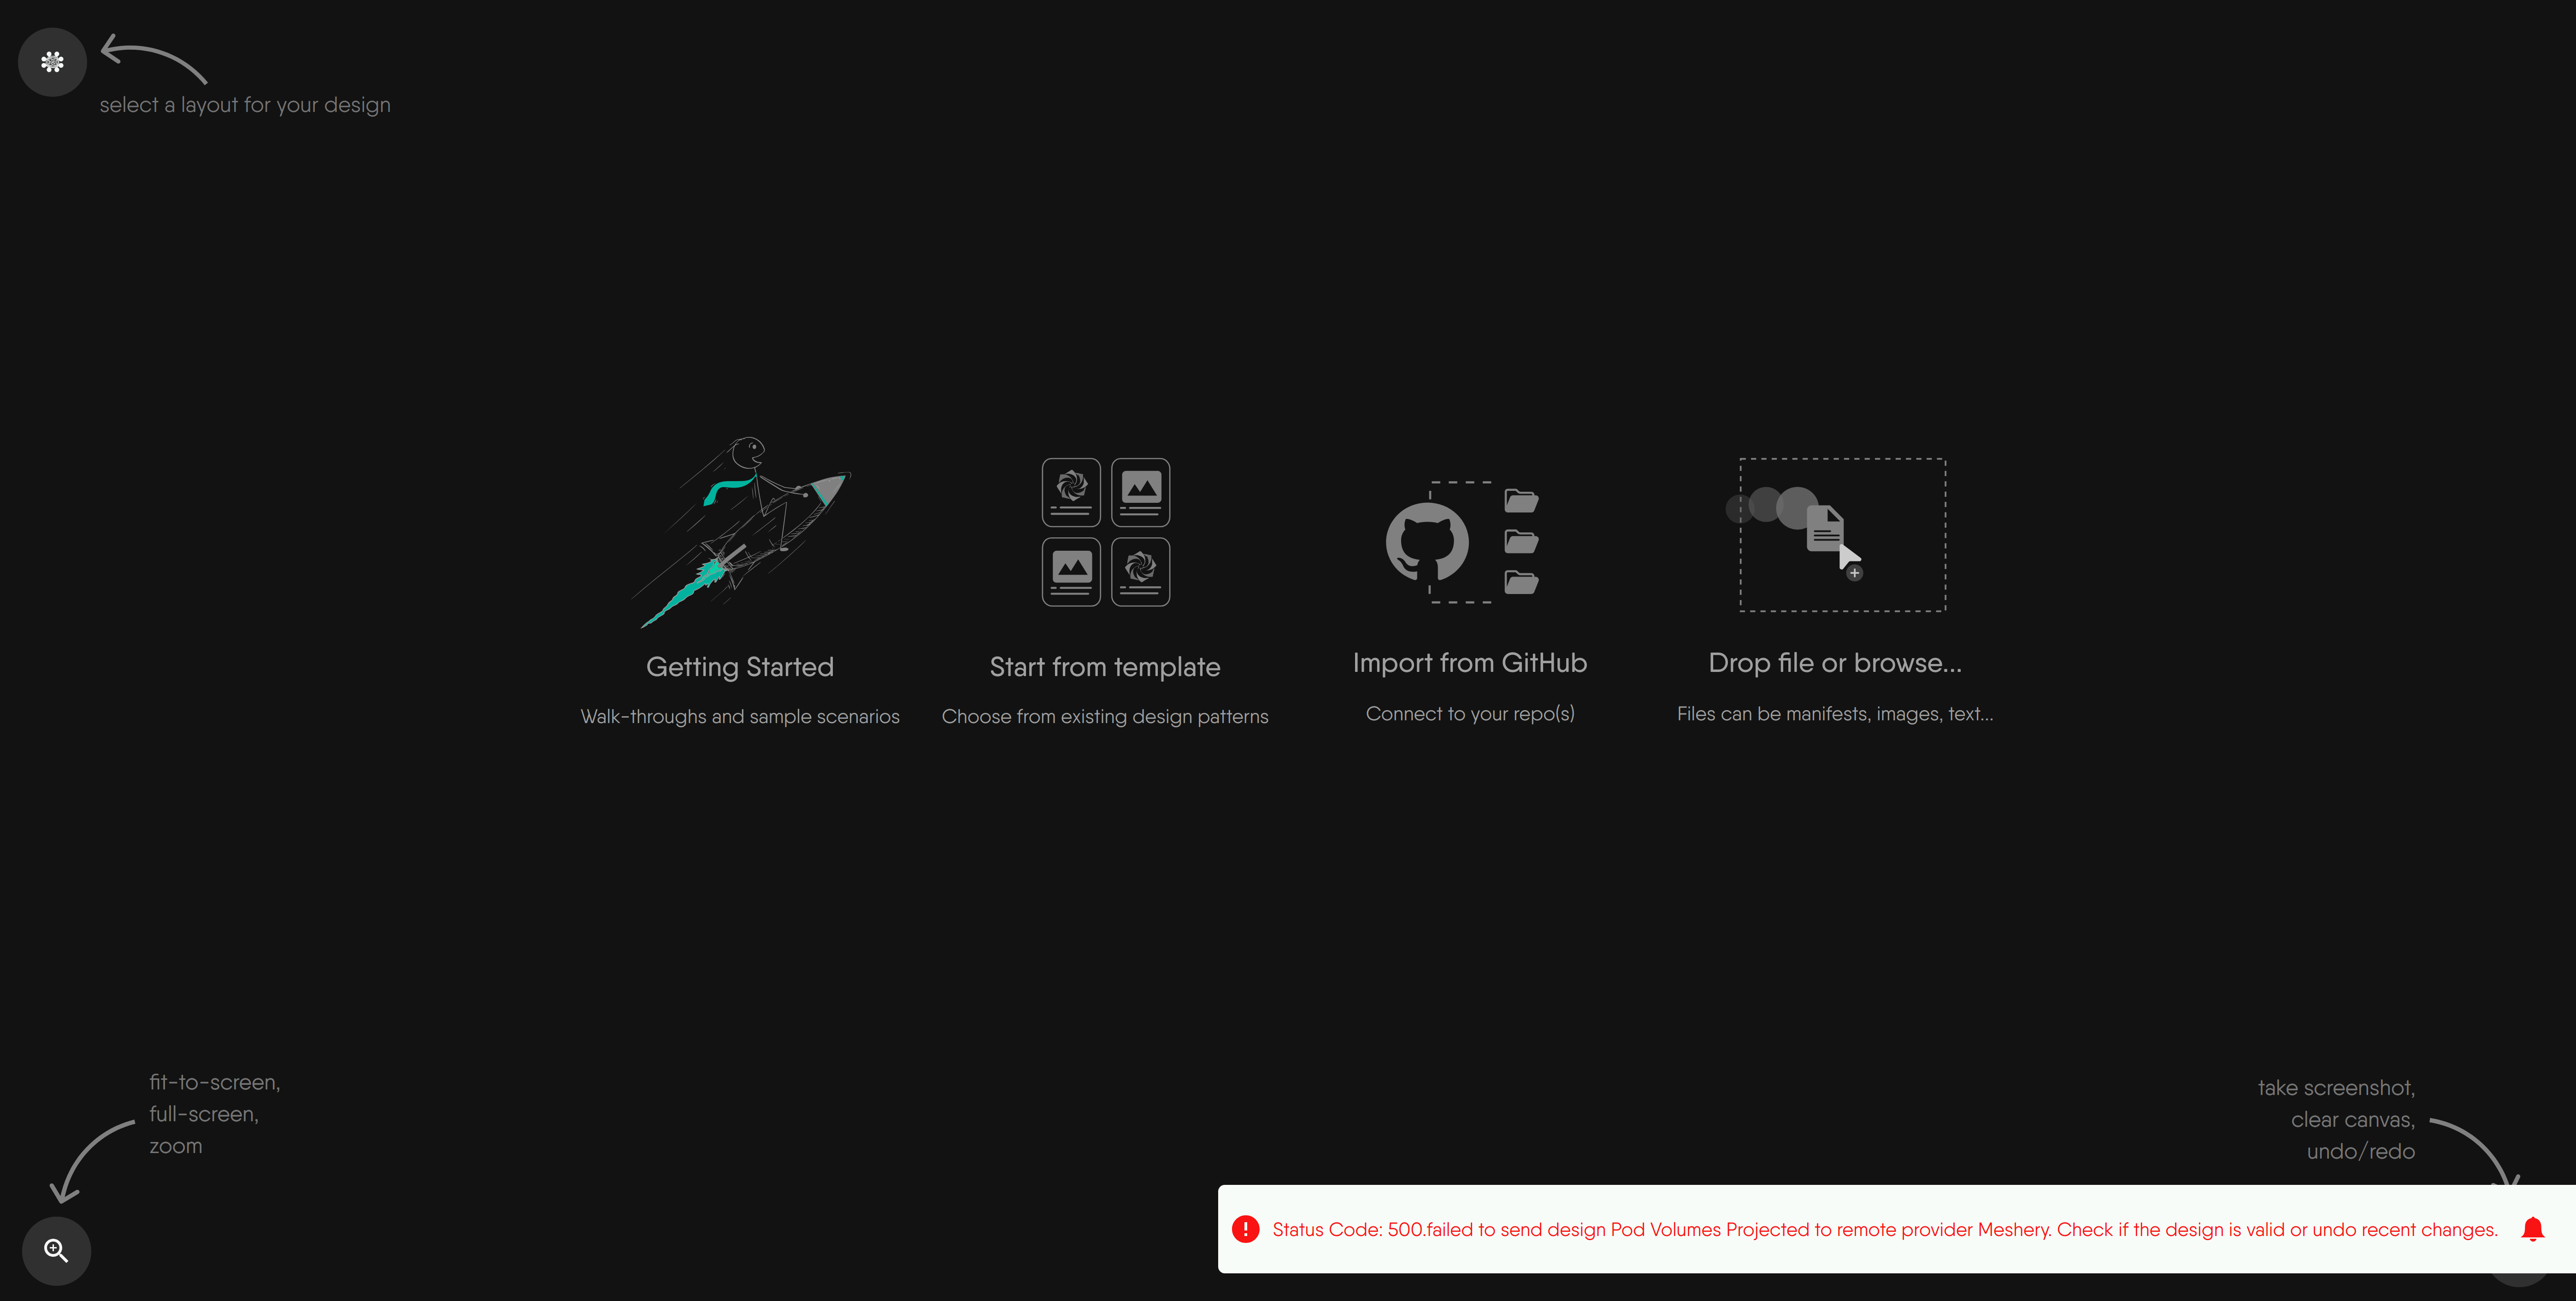 select a layout for your design
Getting Started
Walk-throughs and sample scenarios
Start from template
Choose from existing design patterns
Import from GitHub
Connect to your repo(s)
Drop file or browse...
Files can be manifests, images, text...
fit-to-screen,
full-screen,
zoom
take screenshot,
clear canvas,
undo/redo
Status Code: 500.failed to send design Pod Volumes Projected to remote provider Meshery. Check if the design is valid or undo recent changes.